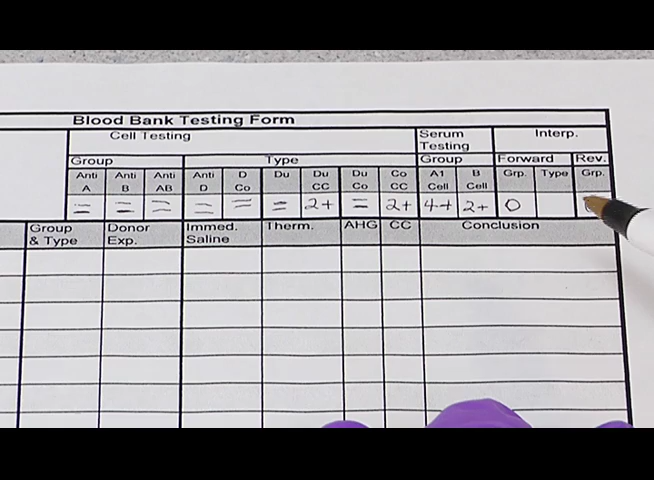 Blood Bank Testing Form
Cell Testing Serum Testing Interp.
Group Type Group Forward Rev.
Anti A Anti B Anti AB Anti D D Co Du Du CC Du Co Co CC A1 Cell B Cell Grp. Type Grp.
= = = = = = 2+ = 2+ 4+ 2+ O
Group & Type Donor Exp. Immed. Saline Therm. AHG CC Conclusion